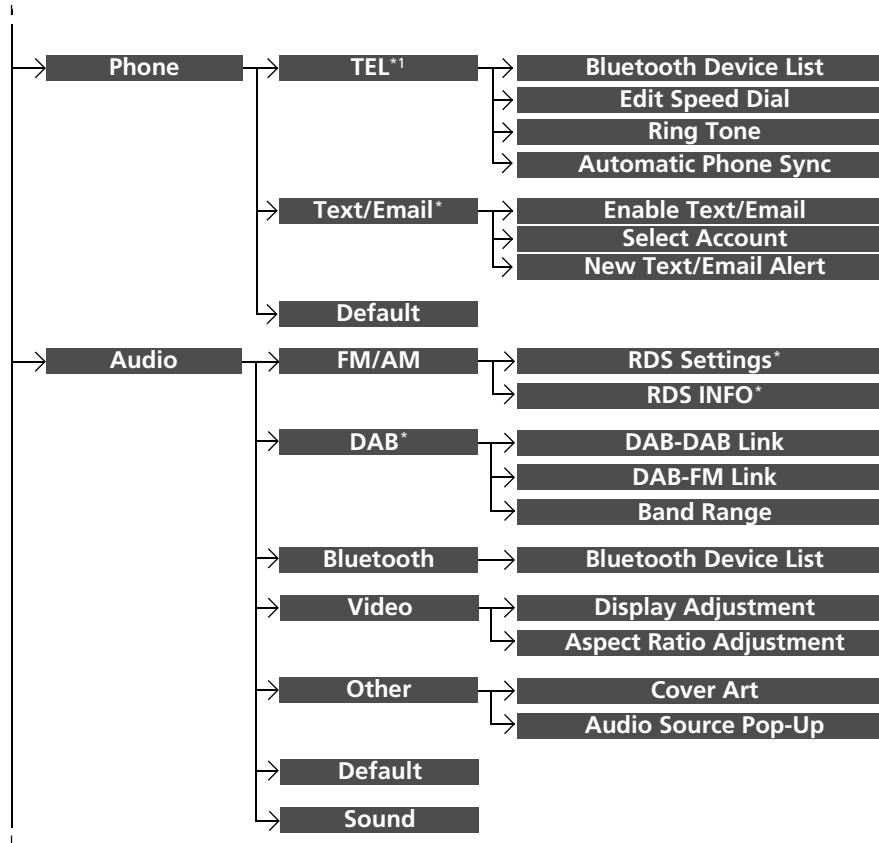 Phone
TEL*1
Bluetooth Device List
Edit Speed Dial
Ring Tone
Automatic Phone Sync
Text/Email*
Enable Text/Email
Select Account
New Text/Email Alert
Default
Audio
FM/AM
RDS Settings*
RDS INFO*
DAB*
DAB-DAB Link
DAB-FM Link
Band Range
Bluetooth
Bluetooth Device List
Video
Display Adjustment
Aspect Ratio Adjustment
Other
Cover Art
Audio Source Pop-Up
Default
Sound